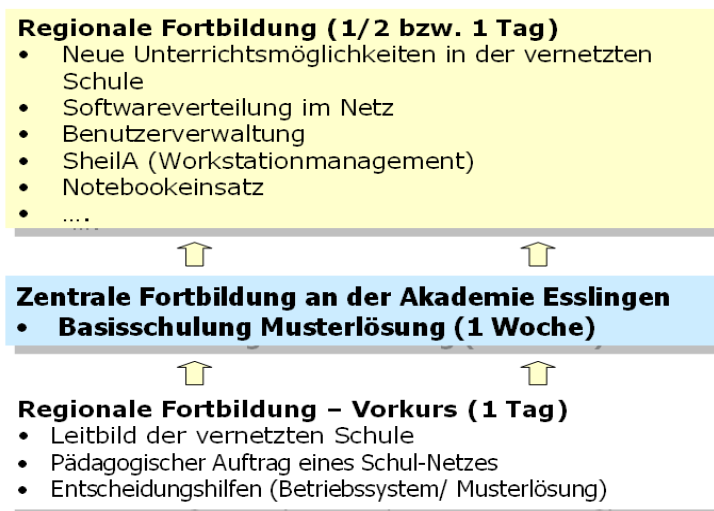 Regionale Fortbildung (1/2 bzw. 1 Tag)
• Neue Unterrichtsmöglichkeiten in der vernetzten
Schule
• Softwareverteilung im Netz
• Benutzerverwaltung
• SheilA (Workstationmanagement)
• Notebookeinsatz
• ….
Zentrale Fortbildung an der Akademie Esslingen
• Basisschulung Musterlösung (1 Woche)
Regionale Fortbildung – Vorkurs (1 Tag)
• Leitbild der vernetzten Schule
• Pädagogischer Auftrag eines Schul-Netzes
• Entscheidungshilfen (Betriebssystem/ Musterlösung)